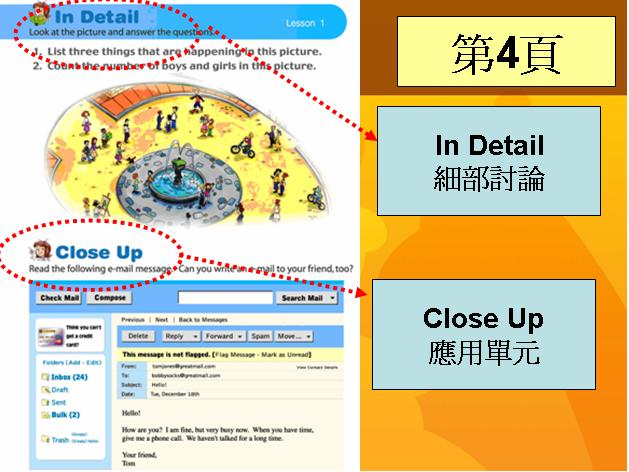 In Detail
Lesson 1
Look at the picture and answer the questions.
1. List three things that are happening in this picture.
2. Count the number of boys and girls in this picture.
Close Up
Read the following e-mail message. Can you write an e-mail to your friend, too?
Check Mail Compose Search Mail
Previous | Next | Back to Messages
Think you can't
get a credit
card?
Delete Reply Forward Spam Move...
This message is not flagged. [Flag Message - Mark as Unread]
Folders [Add - Edit]
Inbox (24)
Draft
Sent
Bulk (2)
Trash [Empty]
From: tomjones@greatmail.com View Contact Details
To: bobbysocks@greatmail.com
Subject: Hello!
Date: Tue, December 18th
Hello!
How are you? I am fine, but very busy now. When you have time,
give me a phone call. We haven't talked for a long time.
Your friend,
Tom
第4頁
In Detail
細部討論
Close Up
應用單元